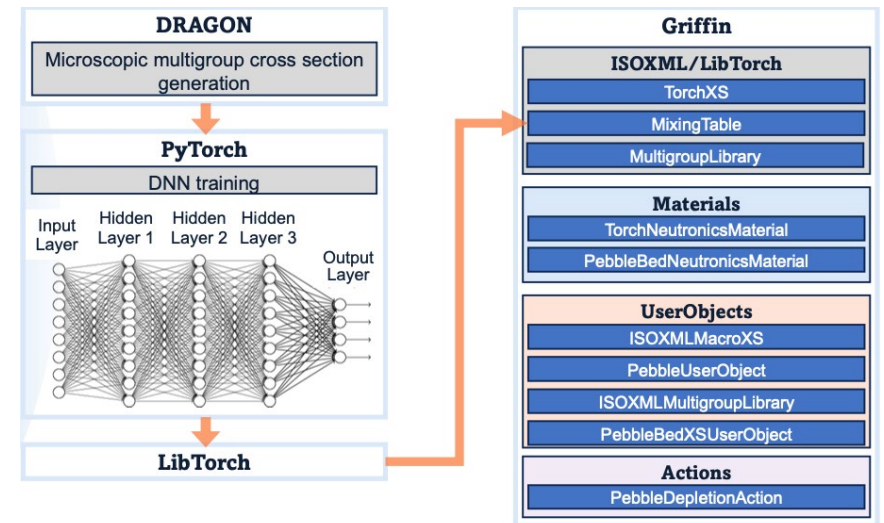 DRAGON
Microscopic multigroup cross section
generation
PyTorch
DNN training
Input
Layer
Hidden
Layer 1
Hidden
Layer 2
Hidden
Layer 3
Output
Layer
LibTorch
Griffin
ISOXML/LibTorch
TorchXS
MixingTable
MultigroupLibrary
Materials
TorchNeutronicsMaterial
PebbleBedNeutronicsMaterial
UserObjects
ISOXMLMacroXS
PebbleUserObject
ISOXMLMultigroupLibrary
PebbleBedXSUserObject
Actions
PebbleDepletionAction